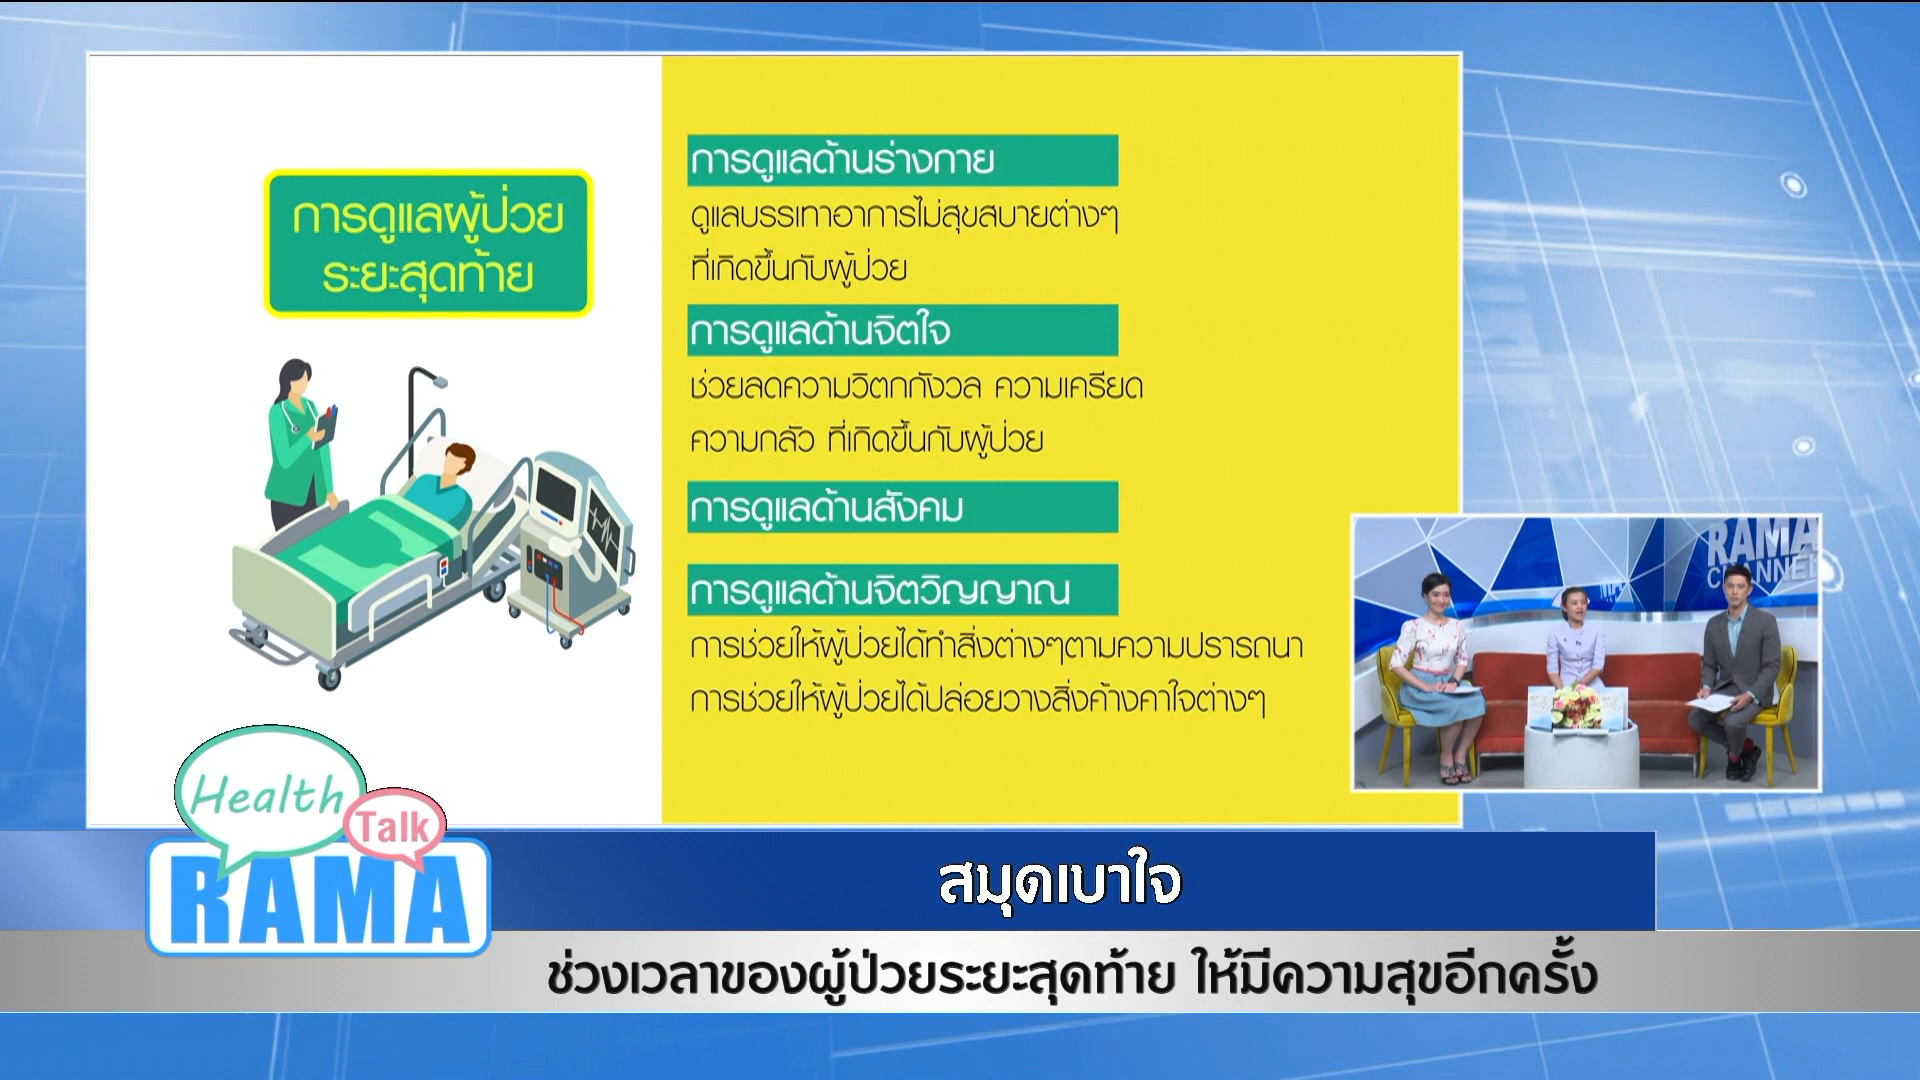 การดูแลผู้ป่วย
ระยะสุดท้าย
การดูแลด้านร่างกาย
ดูแลบรรเทาอาการไม่สุขสบายต่างๆ
ที่เกิดขึ้นกับผู้ป่วย
การดูแลด้านจิตใจ
ช่วยลดความวิตกกังวล ความเครียด
ความกลัว ที่เกิดขึ้นกับผู้ป่วย
การดูแลด้านสังคม
การดูแลด้านจิตวิญญาณ
การช่วยให้ผู้ป่วยได้ทำสิ่งต่างๆตามความปรารถนา
การช่วยให้ผู้ป่วยได้ปล่อยวางสิ่งค้างคาใจต่างๆ
RAMA
CHANNEL
Health
Talk
RAMA
สมุดเบาใจ
ช่วงเวลาของผู้ป่วยระยะสุดท้าย ให้มีความสุขอีกครั้ง